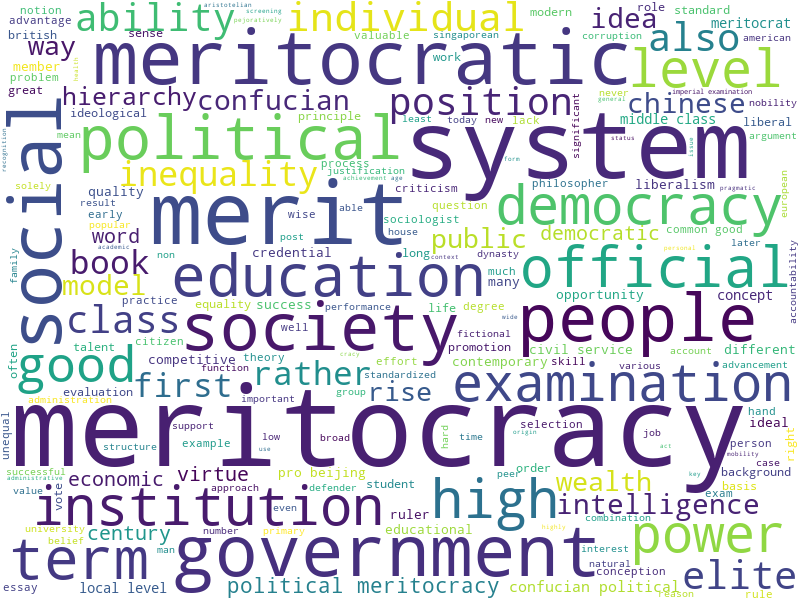 aristotelian
notion
screening
modern
role
standard
advantage
ability
pejoratively
individual
idea
meritocrat
british
sense
valuable
singaporean
corruption
american
way
meritocratic
work
also
member
problem
health
never
level
great
hierarchy
confucian
position
imperial examination
general
chinese
nobility
ideological
principle
least
today
new
lack
significant
middle class
liberal
mean
political
system
status
argument
recognition
social
process
issue
justification
inequality
achievement
age
form
solely
quality
merit
criticism
philosopher
liberalism
pragmatic
european
result
wise
able
question
democracy
early
sociologist
popular
word
post
house
public
democratic
common good
later
academic
non
credential
long
dynasty
personal
family
book
education
context
much
many
official
accountability
model
practice
equality
success
performance
life
degree
opportunity
concept
class
society
wide
people
citizen
well
fictional
promotion
often
talent
competitive
theory
effort
cracy
contemporary
civil service
account
different
good
first
function
rather
standardized
skill
various
advancement
evaluation
group
rise
examination
administration
important
unequal
meritocracy
support
selection
hand
ideal
structure
example
low
broad
hard
time
origin
job
person
right
use
act
mobility
case
successful
administrative
economic
virtue
pro beijing
order
peer
wealth
key
background
value
vote
approach
defender
student
high
exam
basis
institution
even
ruler
intelligence
university
century
number
primary
educational
highly
combination
power
belief
man
government
interest
natural
term
conception
elite
essay
local level
political meritocracy
confucian political
reason
rule